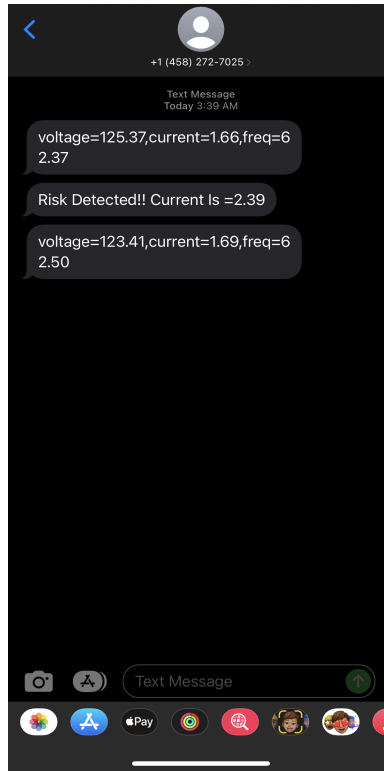 +1 (458) 272-7025
Text Message
Today 3:39 AM
voltage=125.37,current=1.66,freq=6
2.37
Risk Detected!! Current Is =2.39
voltage=123.41,current=1.69,freq=6
2.50
Text Message
Pay